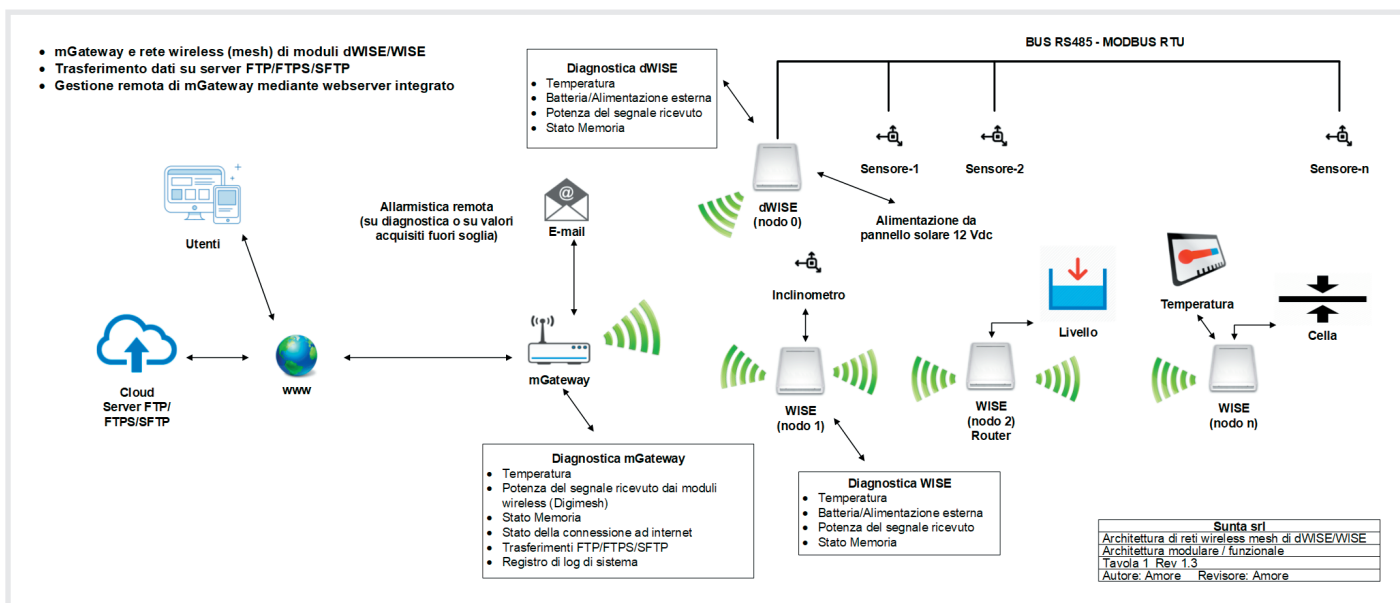 mGateway e rete wireless (mesh) di moduli dWISE/WISE
Trasferimento dati su server FTP/FTPS/SFTP
Gestione remota di mGateway mediante webserver integrato
BUS RS485 - MODBUS RTU
Diagnostica dWISE
Temperatura
Batteria/Alimentazione esterna
Potenza del segnale ricevuto
Stato Memoria
Sensore-1
Sensore-2
Sensore-n
dWISE
(nodo 0)
Alimentazione da
pannello solare 12 Vdc
Utenti
Allarmistica remota
(su diagnostica o su valori
acquisiti fuori soglia)
@
E-mail
Inclinometro
Livello
Temperatura
Cella
Cloud
Server FTP/
FTPS/SFTP
www
mGateway
WISE
(nodo 1)
WISE
(nodo 2)
Router
WISE
(nodo n)
Diagnostica mGateway
Temperatura
Potenza del segnale ricevuto dai moduli
wireless (Digimesh)
Stato Memoria
Stato della connessione ad internet
Trasferimenti FTP/FTPS/SFTP
Registro di log di sistema
Diagnostica WISE
Temperatura
Batteria/Alimentazione esterna
Potenza del segnale ricevuto
Stato Memoria
Sunta srl
Architettura di reti wireless mesh di dWISE/WISE
Architettura modulare / funzionale
Tavola 1 Rev 1.3
Autore: Amore Revisore: Amore